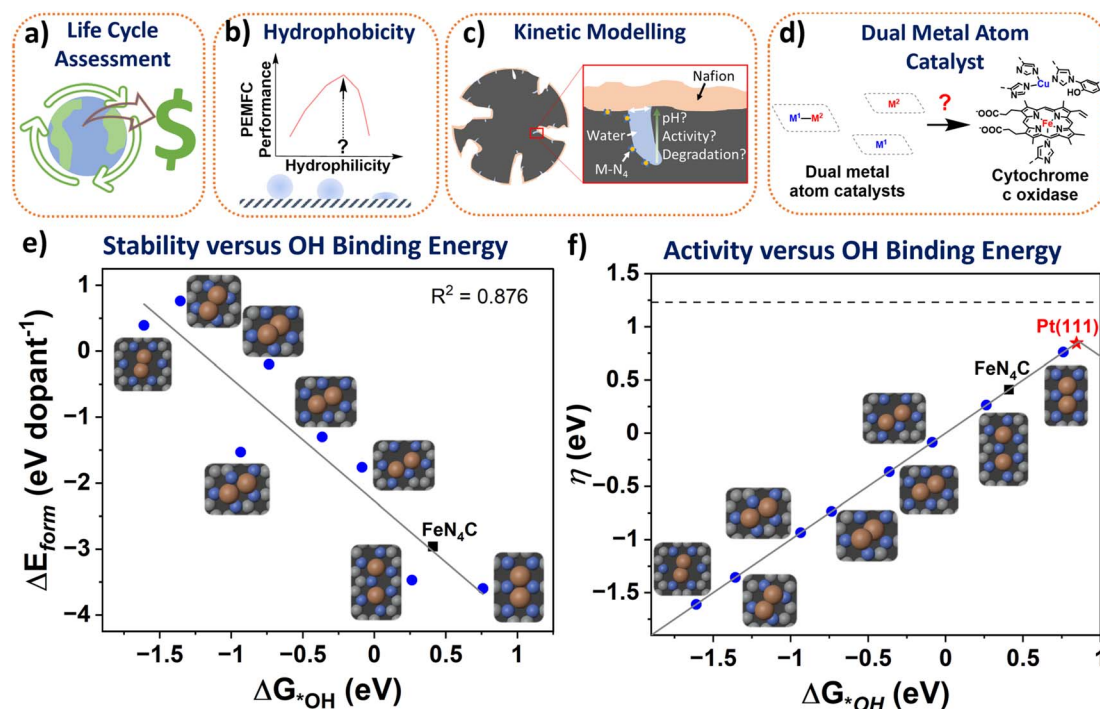 a) Life Cycle
Assessment
$
b) Hydrophobicity
PEMFC
Performance
?
Hydrophilicity
c) Kinetic Modelling
Nafion
pH?
Water
Activity?
Degradation?
M-N4
d) Dual Metal Atom
Catalyst
M¹—M²
M²
M¹
?
Dual metal
atom catalysts
N
Cu
HO
-OOC
-OOC
Fe
Cytochrome
c oxidase
e) Stability versus OH Binding Energy
R² = 0.876
FeN₄C
ΔE_form (eV dopant⁻¹)
1
0
−1
−2
−3
−4
−1.5
−1
−0.5
0
0.5
1
ΔG*OH (eV)
f) Activity versus OH Binding Energy
Pt(111)
FeN₄C
η (eV)
1.5
1
0.5
0
−0.5
−1
−1.5
−1.5
−1
−0.5
0
0.5
1
ΔG*OH (eV)